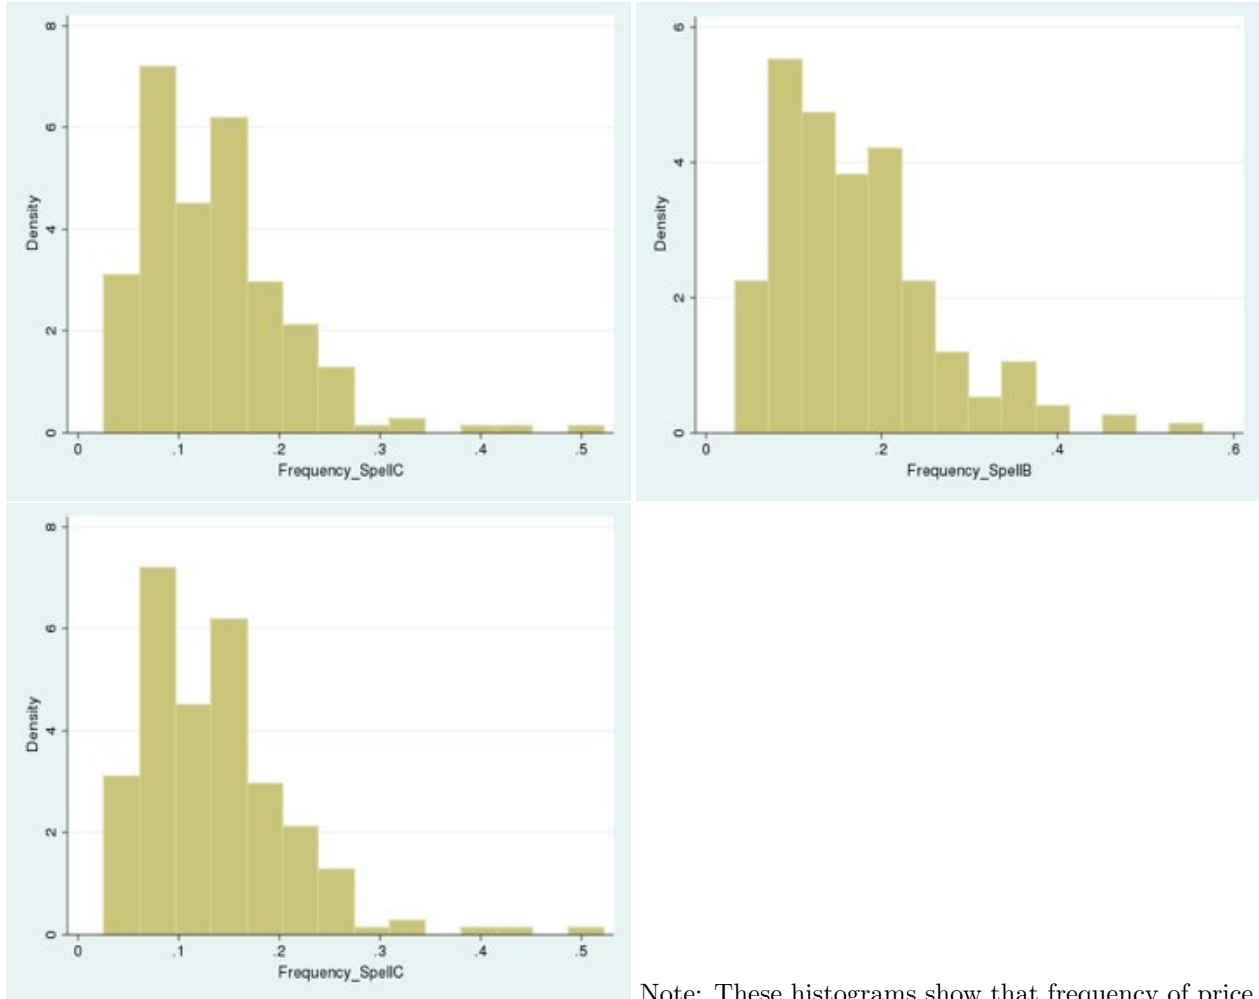 8
6
4
2
0
Density
0 .1 .2 .3 .4 .5
Frequency_SpellC
6
4
2
0
Density
0 .2 .4 .6
Frequency_SpellB
8
6
4
2
0
Density
0 .1 .2 .3 .4 .5
Frequency_SpellC
Note: These histograms show that frequency of price